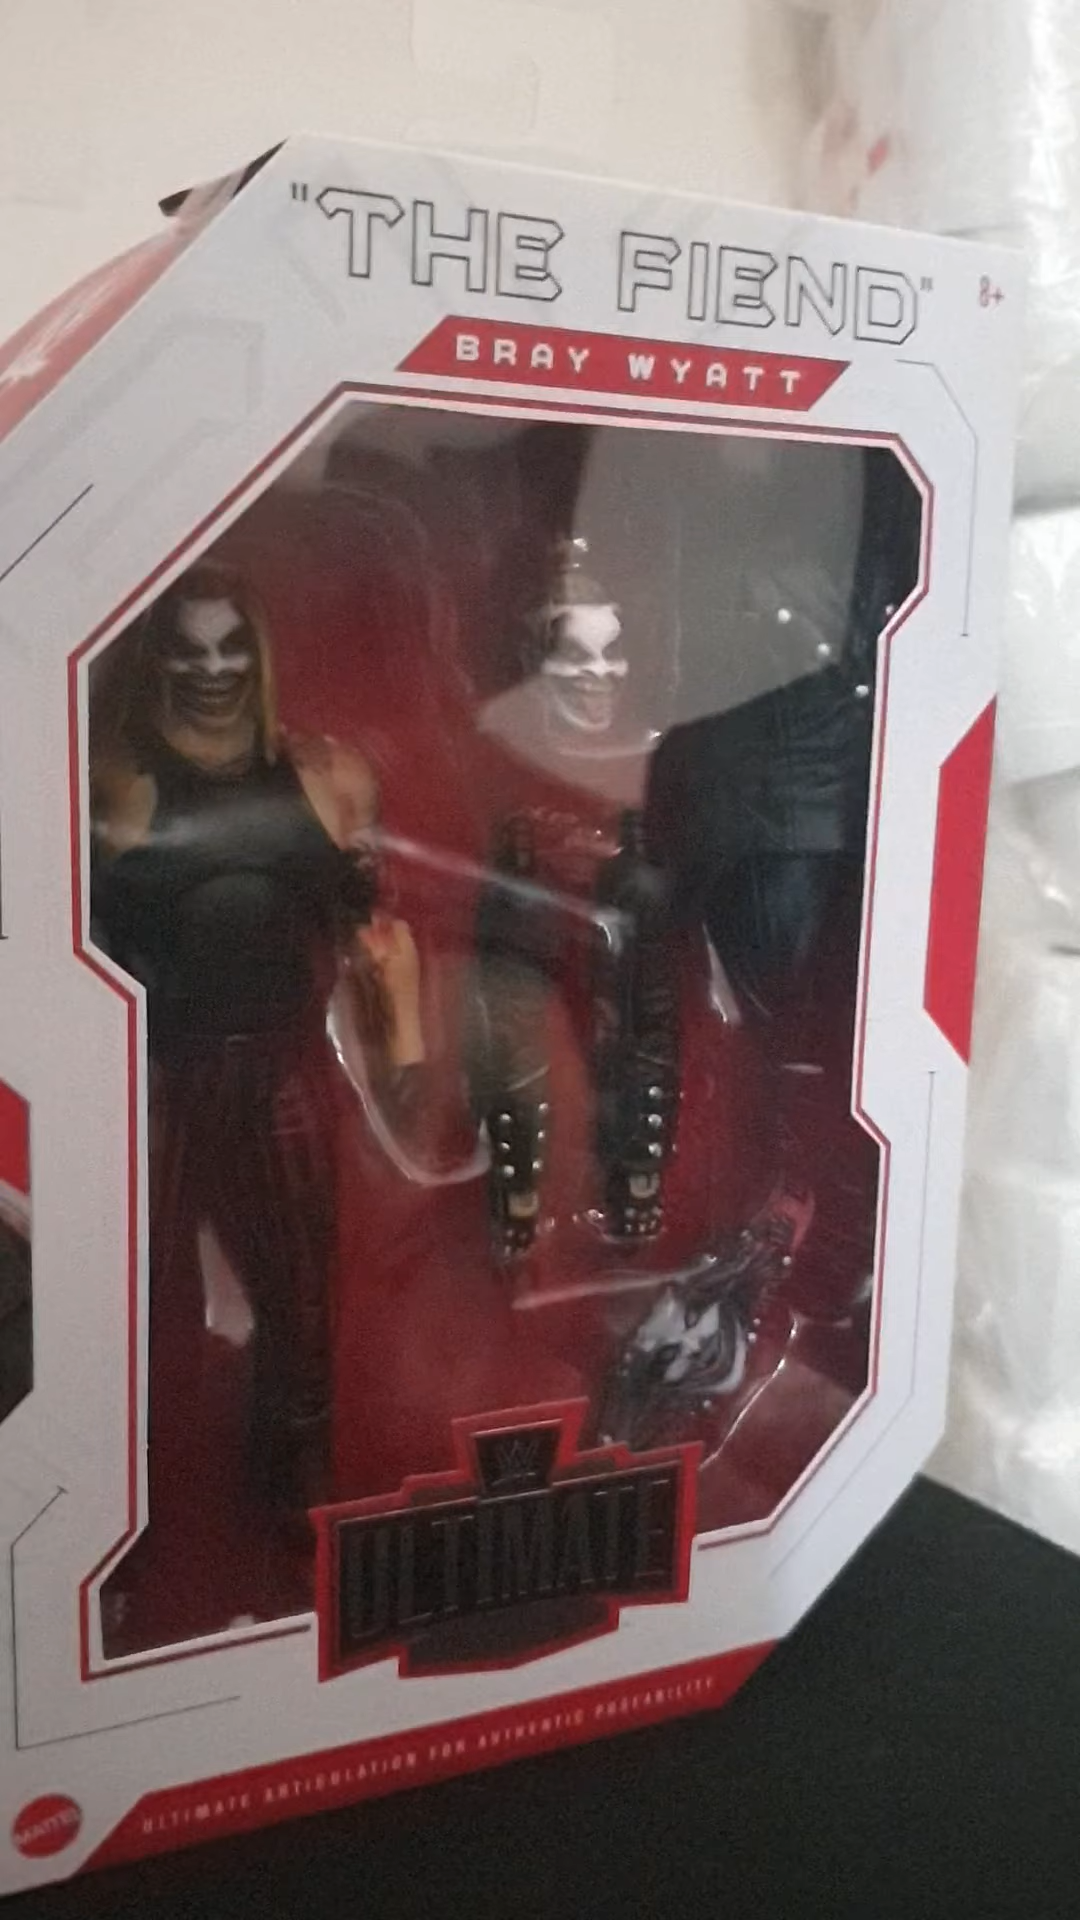 "THE FIEND"
8+
BRAY WYATT
W
ULTIMATE
ULTIMATE ARTICULATION FOR AUTHENTIC POSEABILITY
MATTEL